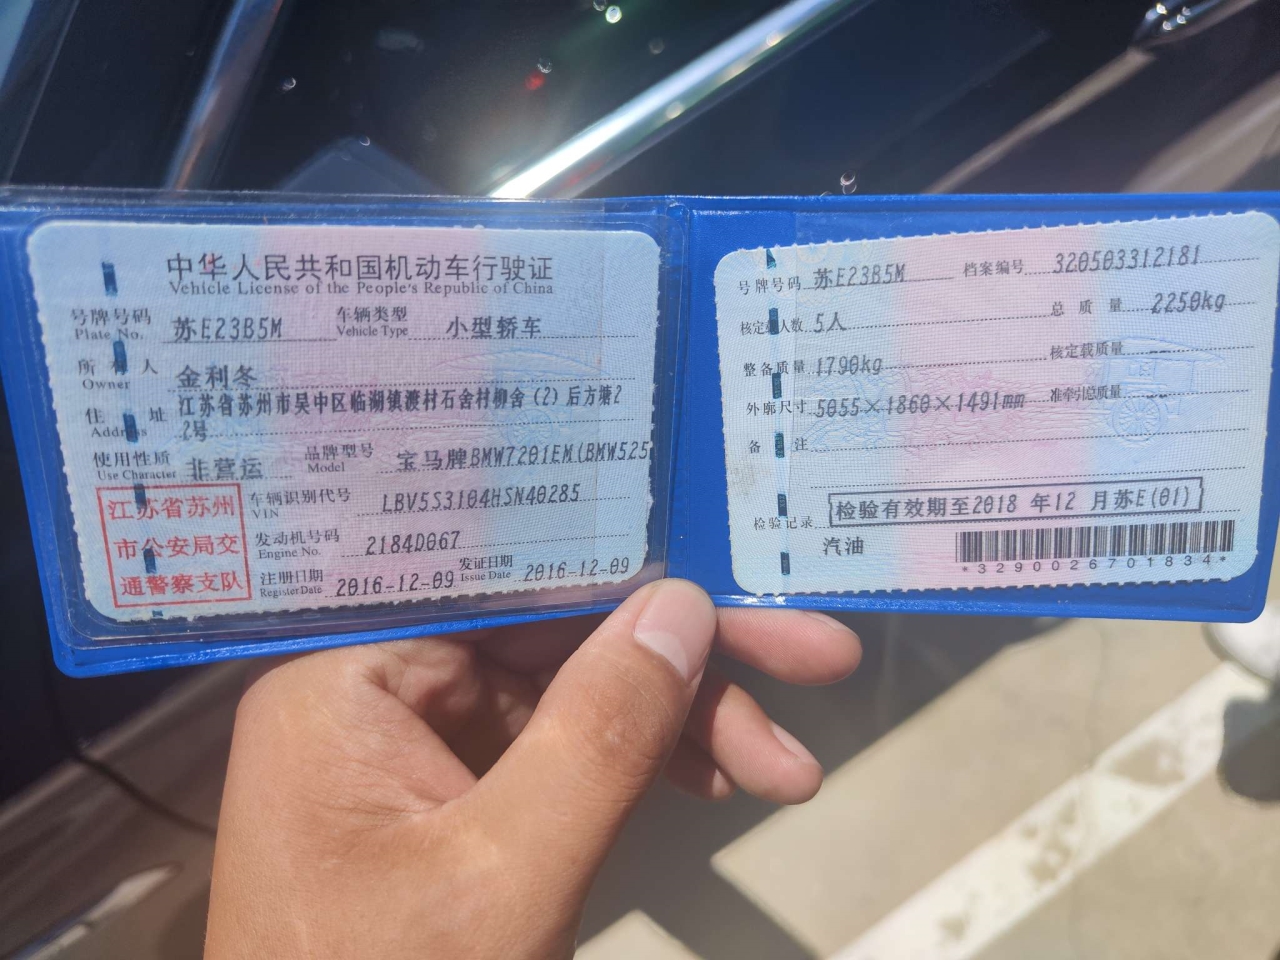 中华人民共和国机动车行驶证
Vehicle License of the People's Republic of China
号牌号码 苏E23B5M 车辆类型 小型轿车
Plate No. Vehicle Type
所有人 金利冬
Owner
住址 江苏省苏州市吴中区临湖镇渡村石舍村柳舍(2)后方塘2
Address 2号
使用性质 非营运 品牌型号 宝马牌BMW7201EM(BMW525
Use Character Model
江苏省苏州
市公安局交
通警察支队
车辆识别代号 LBV5S3104HSN40285
VIN
发动机号码 2184D067
Engine No.
注册日期 2016-12-09 发证日期 2016-12-09
Register Date Issue Date
号牌号码 苏E23B5M 档案编号 320503312181
核定载人数 5人 总质量 2250kg
整备质量 1790kg 核定载质量
外廓尺寸 5055×1860×1491mm 准牵引总质量
备注
检验记录 检验有效期至2018 年12 月苏E(01)
汽油
*3290026701834*